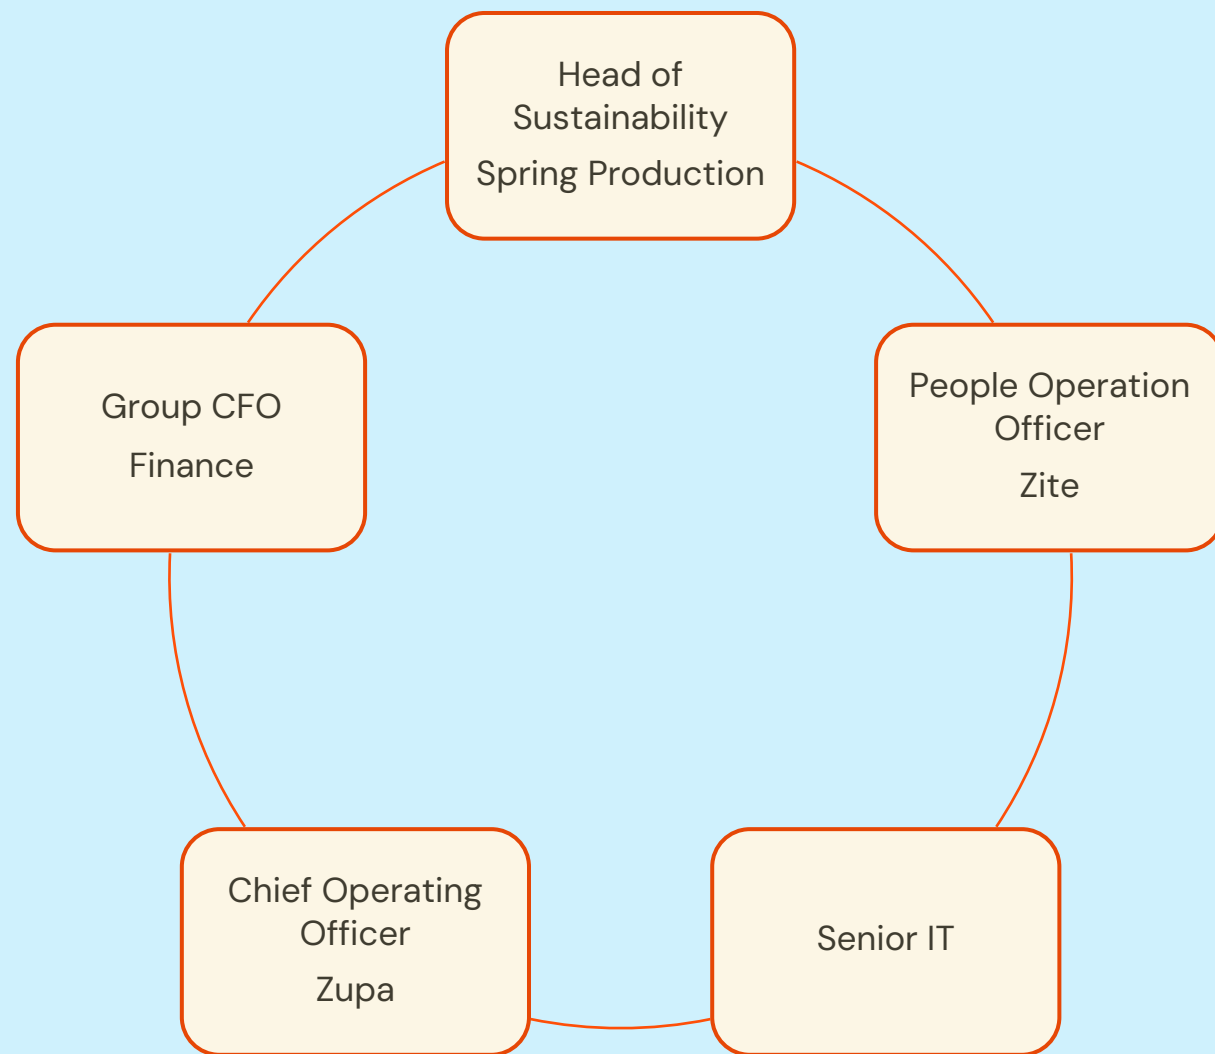 Head of
Sustainability
Spring Production
Group CFO
Finance
People Operation
Officer
Zite
Chief Operating
Officer
Zupa
Senior IT